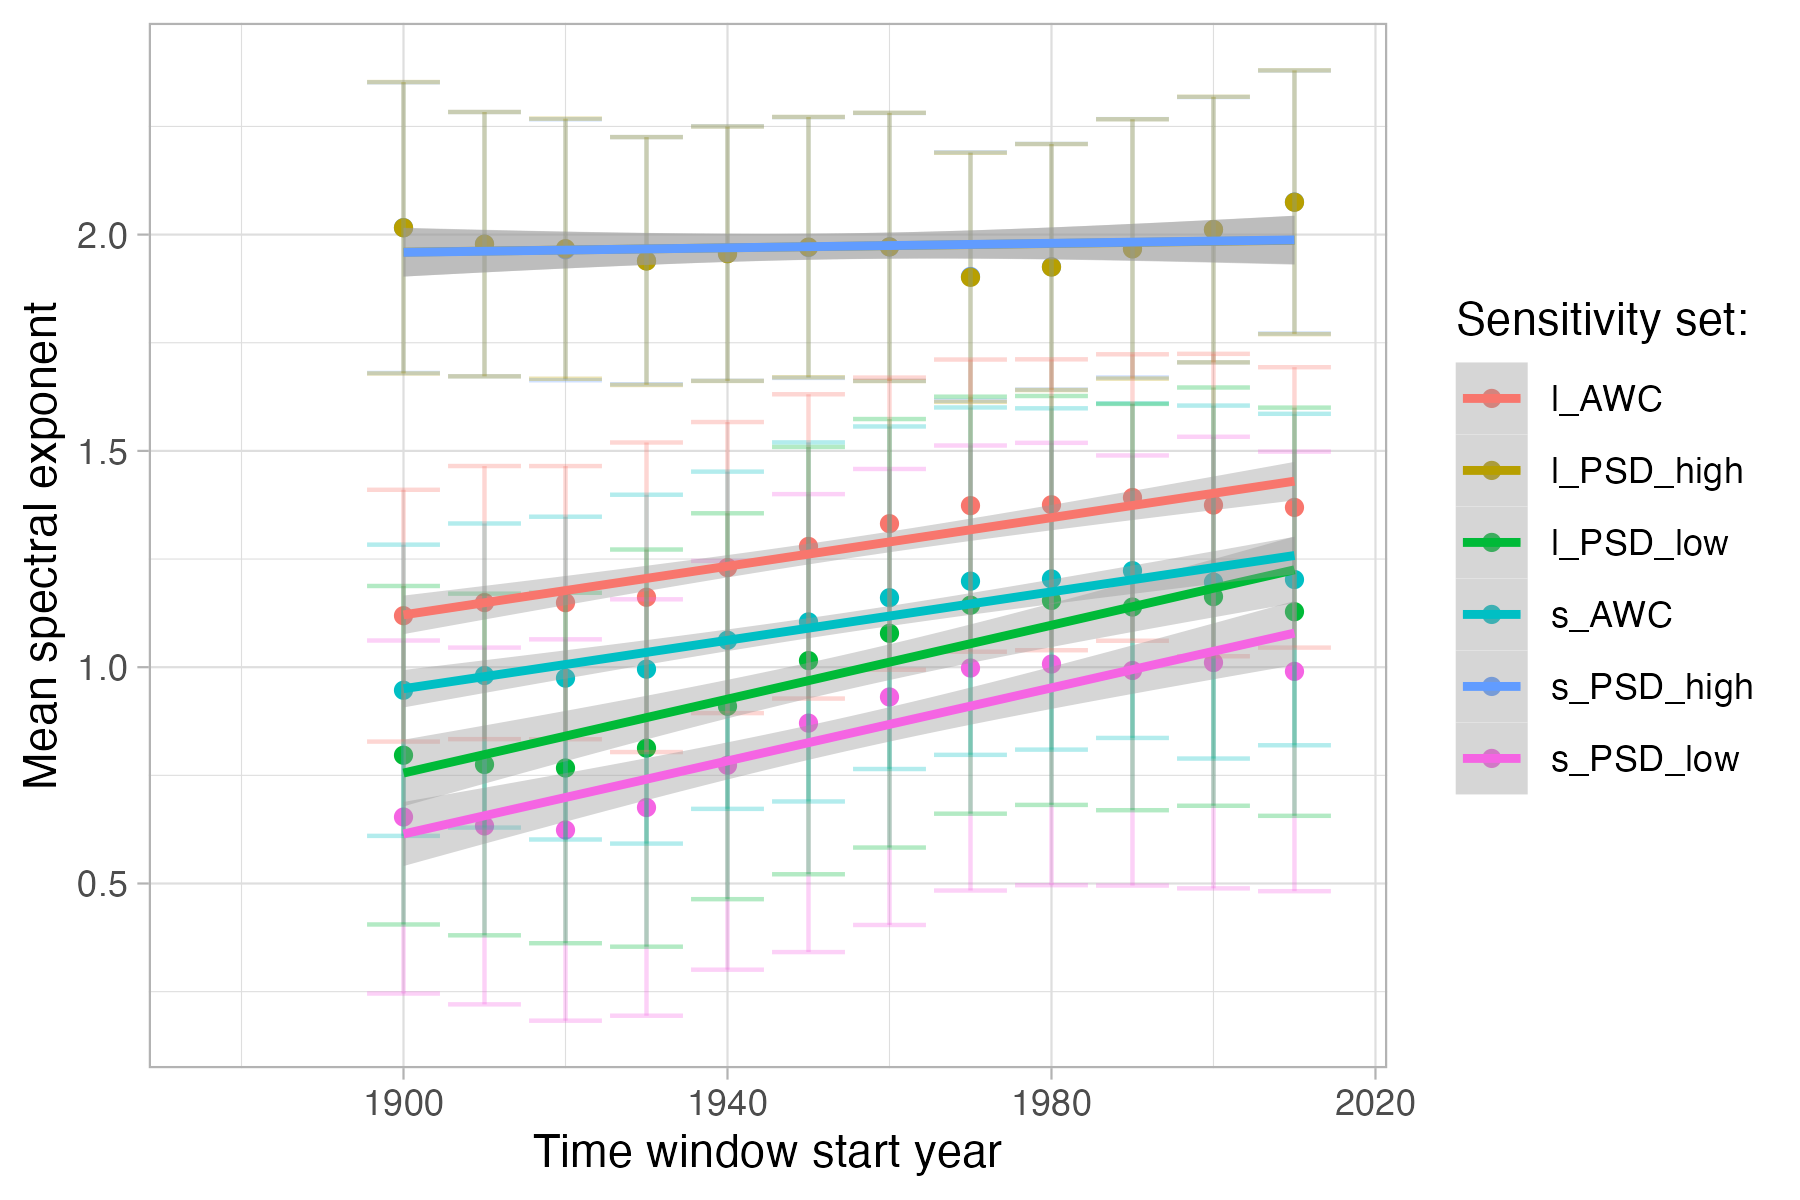 Mean spectral exponent
2.0
1.5
1.0
0.5
1900
1940
1980
2020
Time window start year
Sensitivity set:
l_AWC
l_PSD_high
l_PSD_low
s_AWC
s_PSD_high
s_PSD_low